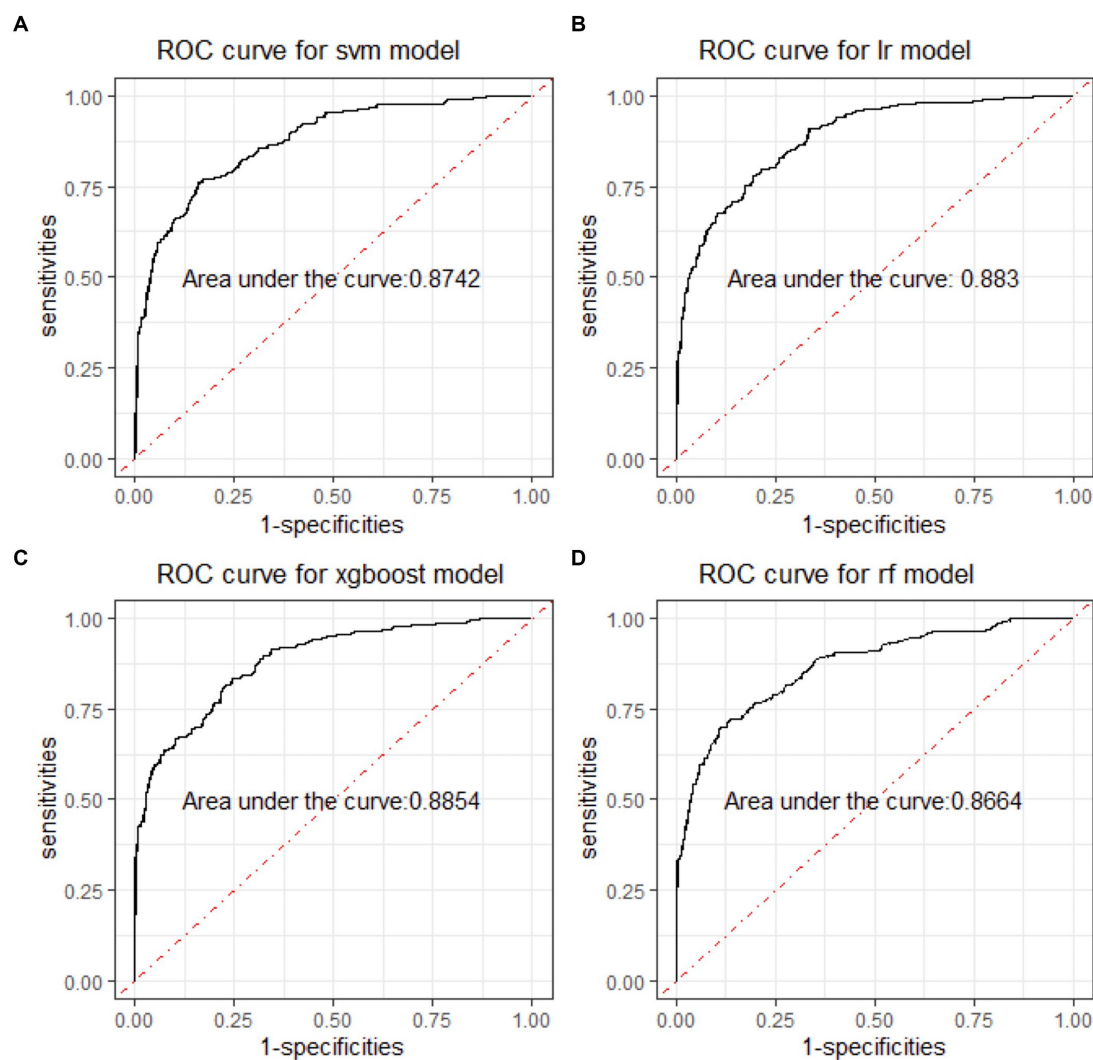 A
ROC curve for svm model
1.00
0.75
0.50
0.25
0.00
sensitivities
Area under the curve:0.8742
0.00 0.25 0.50 0.75 1.00
1-specificities
B
ROC curve for lr model
1.00
0.75
0.50
0.25
0.00
sensitivities
Area under the curve: 0.883
0.00 0.25 0.50 0.75 1.00
1-specificities
C
ROC curve for xgboost model
1.00
0.75
0.50
0.25
0.00
sensitivities
Area under the curve:0.8854
0.00 0.25 0.50 0.75 1.00
1-specificities
D
ROC curve for rf model
1.00
0.75
0.50
0.25
0.00
sensitivities
Area under the curve:0.8664
0.00 0.25 0.50 0.75 1.00
1-specificities